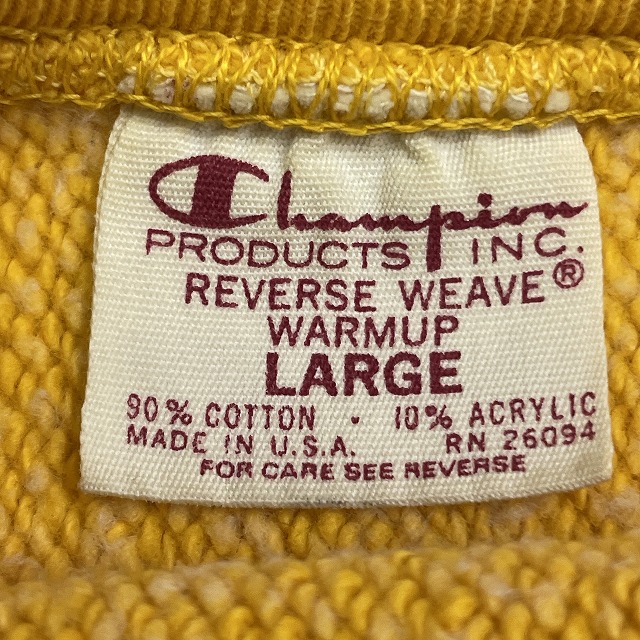 Champion
PRODUCTS INC.
REVERSE WEAVE®
WARMUP
LARGE
90% COTTON · 10% ACRYLIC
MADE IN U.S.A. RN 26094
FOR CARE SEE REVERSE